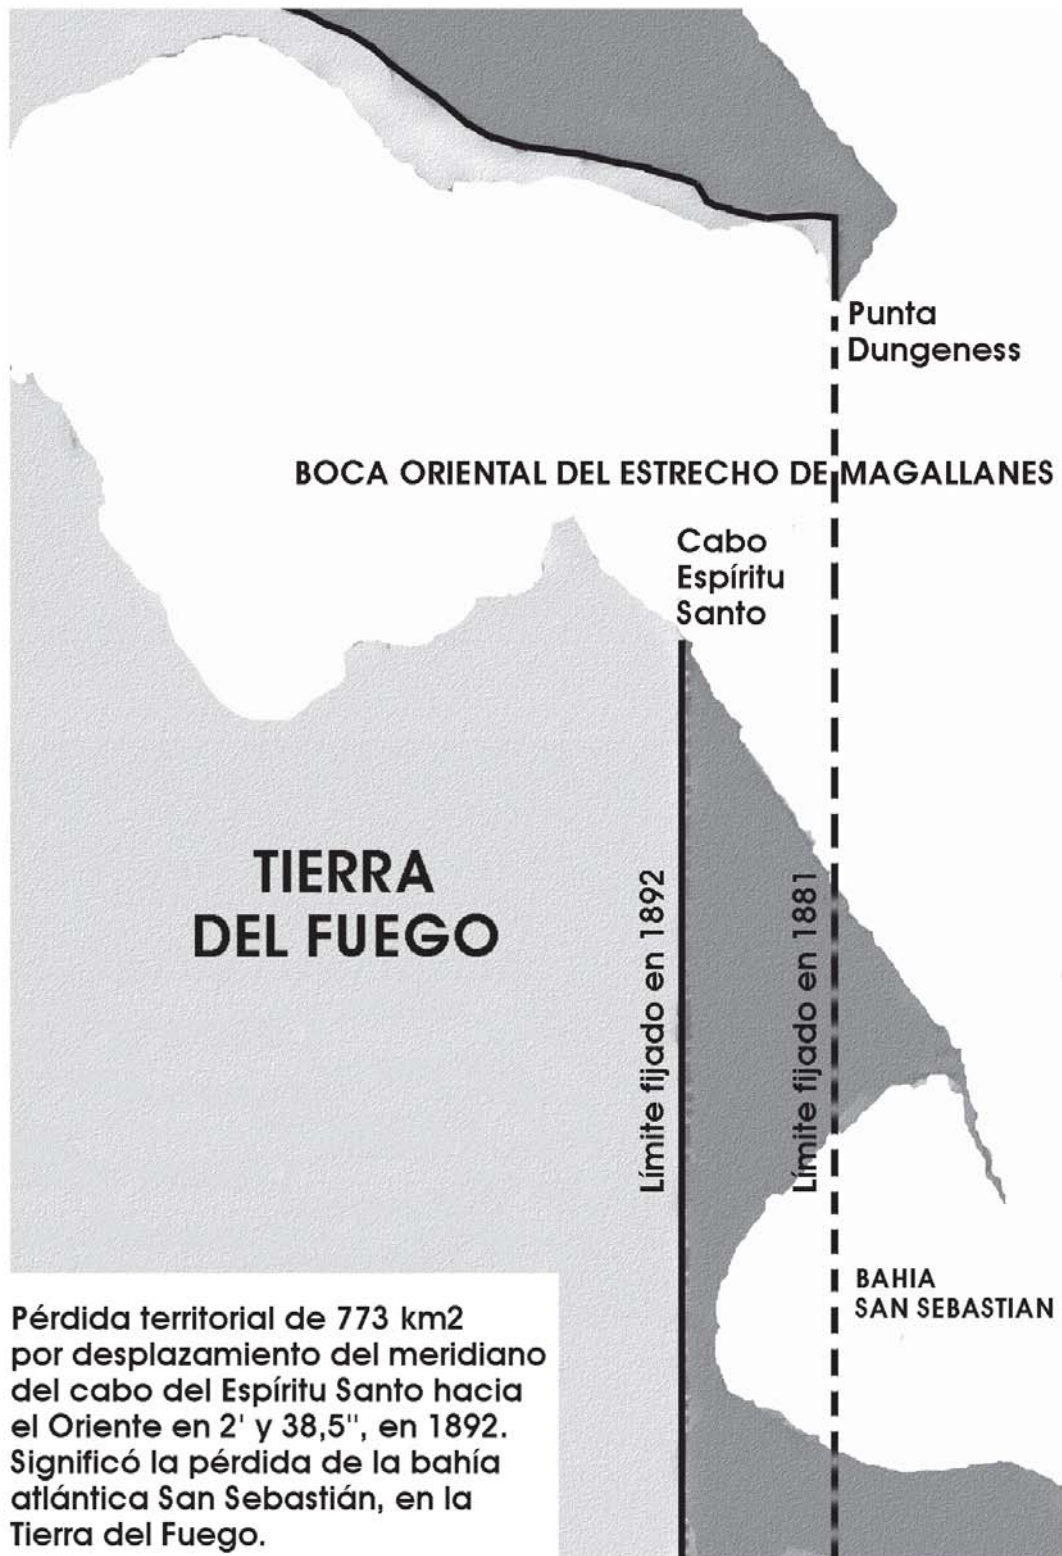 Punta
Dungeness
BOCA ORIENTAL DEL ESTRECHO DE MAGALLANES
Cabo
Espíritu
Santo
TIERRA
DEL FUEGO
Límite fijado en 1892
Límite fijado en 1881
BAHIA
SAN SEBASTIAN
Pérdida territorial de 773 km2
por desplazamiento del meridiano
del cabo del Espíritu Santo hacia
el Oriente en 2' y 38,5", en 1892.
Significó la pérdida de la bahía
atlántica San Sebastián, en la
Tierra del Fuego.